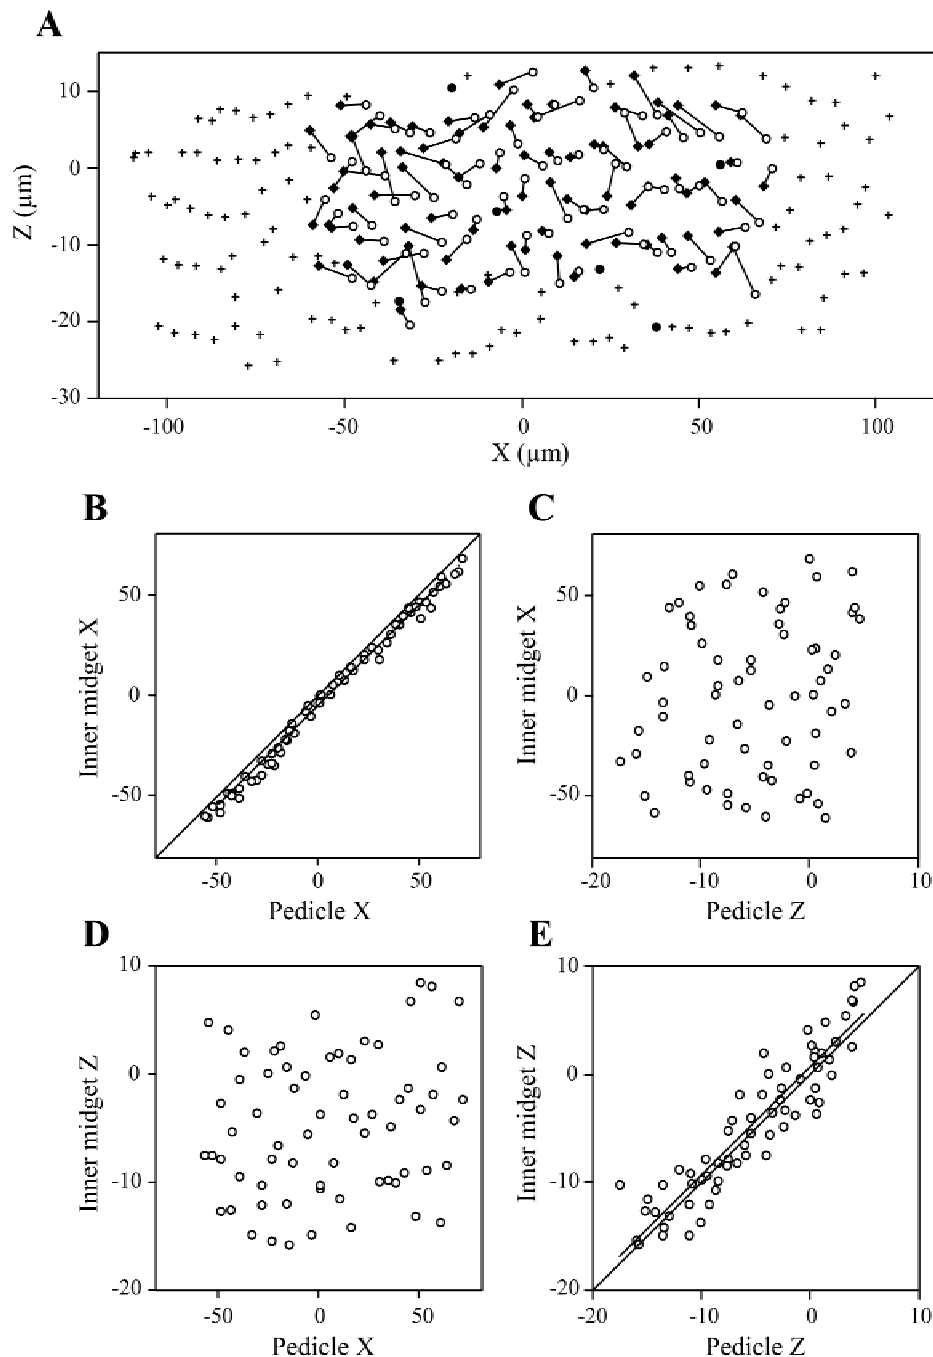 A
10
0
-10
-20
-30
Z (µm)
-100 -50 0 50 100
X (µm)
B
50
0
-50
Inner midget X
-50 0 50
Pedicle X
C
50
0
-50
Inner midget X
-20 -10 0 10
Pedicle Z
D
10
0
-10
-20
Inner midget Z
-50 0 50
Pedicle X
E
10
0
-10
-20
Inner midget Z
-20 -10 0 10
Pedicle Z